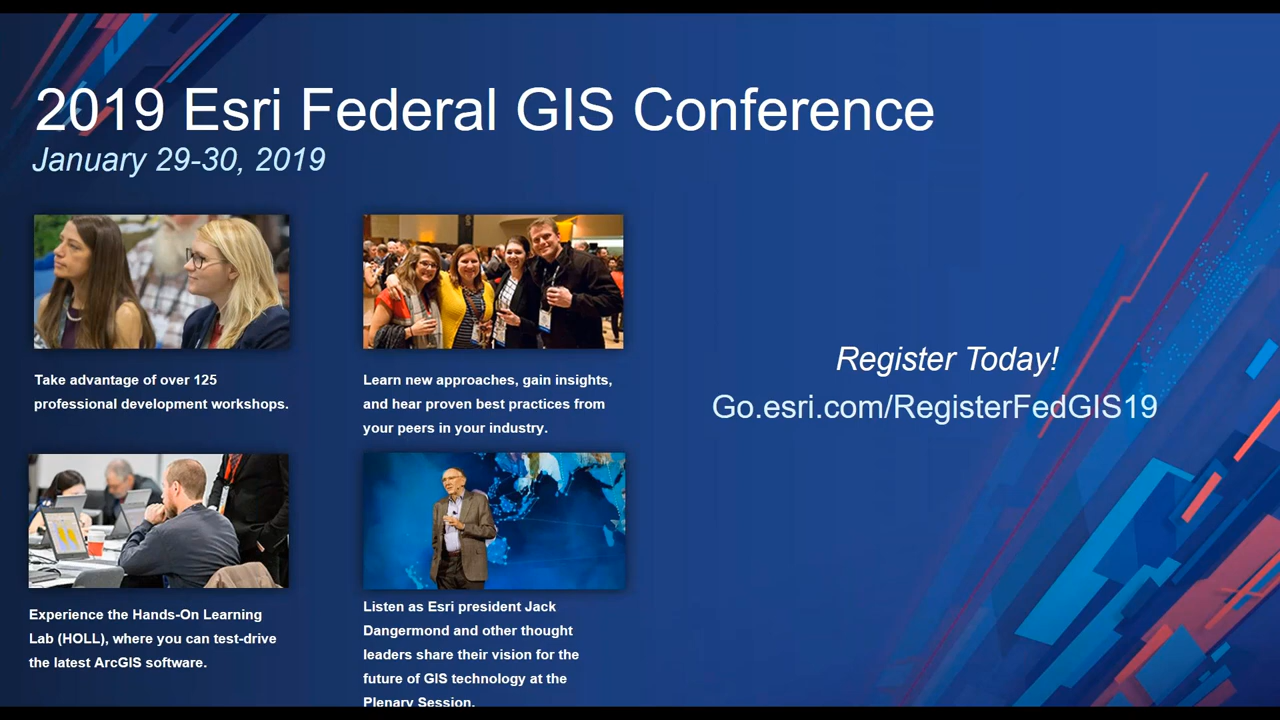 2019 Esri Federal GIS Conference
January 29-30, 2019
Take advantage of over 125
professional development workshops.
Learn new approaches, gain insights,
and hear proven best practices from
your peers in your industry.
Experience the Hands-On Learning
Lab (HOLL), where you can test-drive
the latest ArcGIS software.
Listen as Esri president Jack
Dangermond and other thought
leaders share their vision for the
future of GIS technology at the
Plenary Session.
Register Today!
Go.esri.com/RegisterFedGIS19